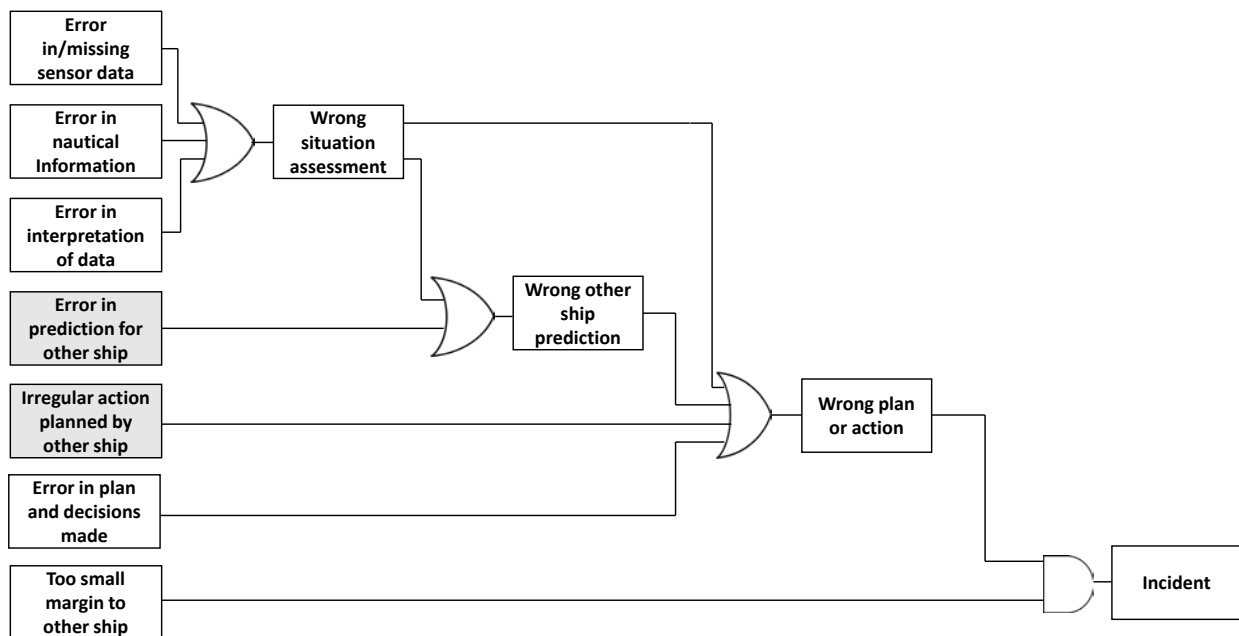 Error
in/missing
sensor data
Error in
nautical
Information
Wrong
situation
assessment
Error in
interpretation
of data
Error in
prediction for
other ship
Wrong other
ship
prediction
Irregular action
planned by
other ship
Wrong plan
or action
Error in plan
and decisions
made
Too small
margin to
other ship
Incident